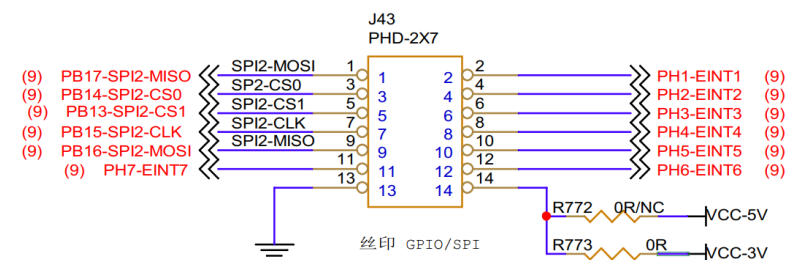 J43
PHD-2X7
(9) PB17-SPI2-MISO SPI2-MOSI 1 1 2 2 PH1-EINT1 (9)
(9) PB14-SPI2-CS0 SP2-CS0 3 3 4 4 PH2-EINT2 (9)
(9) PB13-SPI2-CS1 SPI2-CS1 5 5 6 6 PH3-EINT3 (9)
(9) PB15-SPI2-CLK SPI2-CLK 7 7 8 8 PH4-EINT4 (9)
(9) PB16-SPI2-MOSI SPI2-MISO 9 9 10 10 PH5-EINT5 (9)
(9) PH7-EINT7 11 11 12 12 PH6-EINT6 (9)
13 13 14 14
R772 0R/NC VCC-5V
丝印 GPIO/SPI
R773 0R VCC-3V